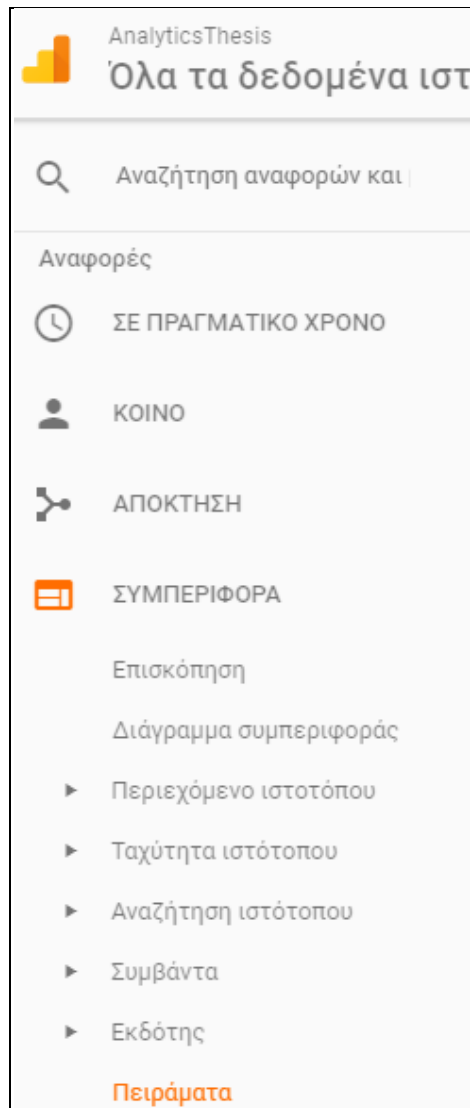 AnalyticsThesis
Όλα τα δεδομένα ιστ
Αναζήτηση αναφορών και
Αναφορές
ΣΕ ΠΡΑΓΜΑΤΙΚΟ ΧΡΟΝΟ
ΚΟΙΝΟ
ΑΠΟΚΤΗΣΗ
ΣΥΜΠΕΡΙΦΟΡΑ
Επισκόπηση
Διάγραμμα συμπεριφοράς
Περιεχόμενο ιστοτόπου
Ταχύτητα ιστότοπου
Αναζήτηση ιστότοπου
Συμβάντα
Εκδότης
Πειράματα